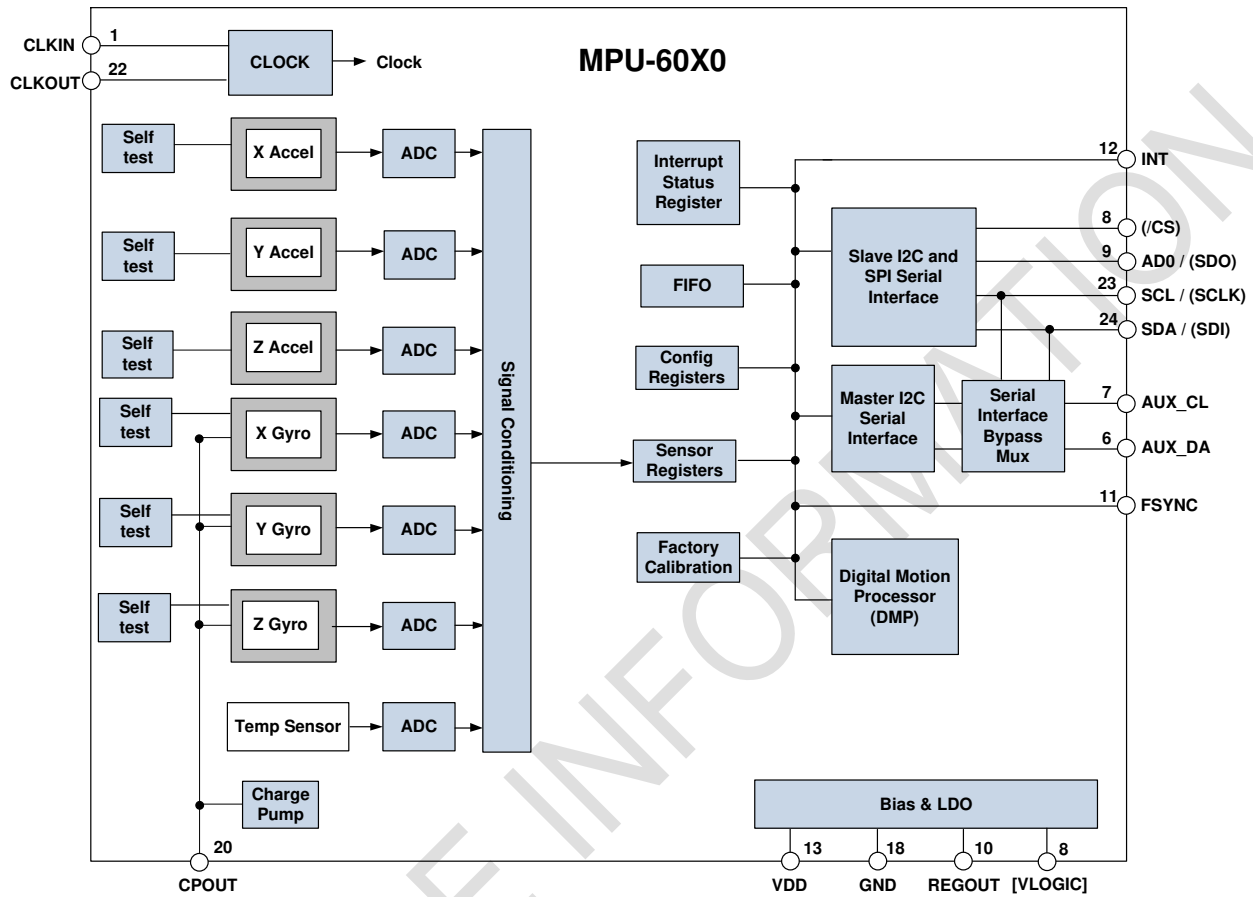 MPU-60X0
CLKIN
1
CLKOUT
22
CLOCK
Clock
Self
test
X Accel
ADC
Self
test
Y Accel
ADC
Self
test
Z Accel
ADC
Self
test
X Gyro
ADC
Self
test
Y Gyro
ADC
Self
test
Z Gyro
ADC
Temp Sensor
ADC
Charge
Pump
20
CPOUT
Signal Conditioning
Interrupt
Status
Register
FIFO
Config
Registers
Sensor
Registers
Factory
Calibration
Slave I2C and
SPI Serial
Interface
Master I2C
Serial
Interface
Serial
Interface
Bypass
Mux
Digital Motion
Processor
(DMP)
12
INT
8
(/CS)
9
AD0 / (SDO)
23
SCL / (SCLK)
24
SDA / (SDI)
7
AUX_CL
6
AUX_DA
11
FSYNC
Bias & LDO
13
VDD
18
GND
10
REGOUT
8
[VLOGIC]
E INFORMATION